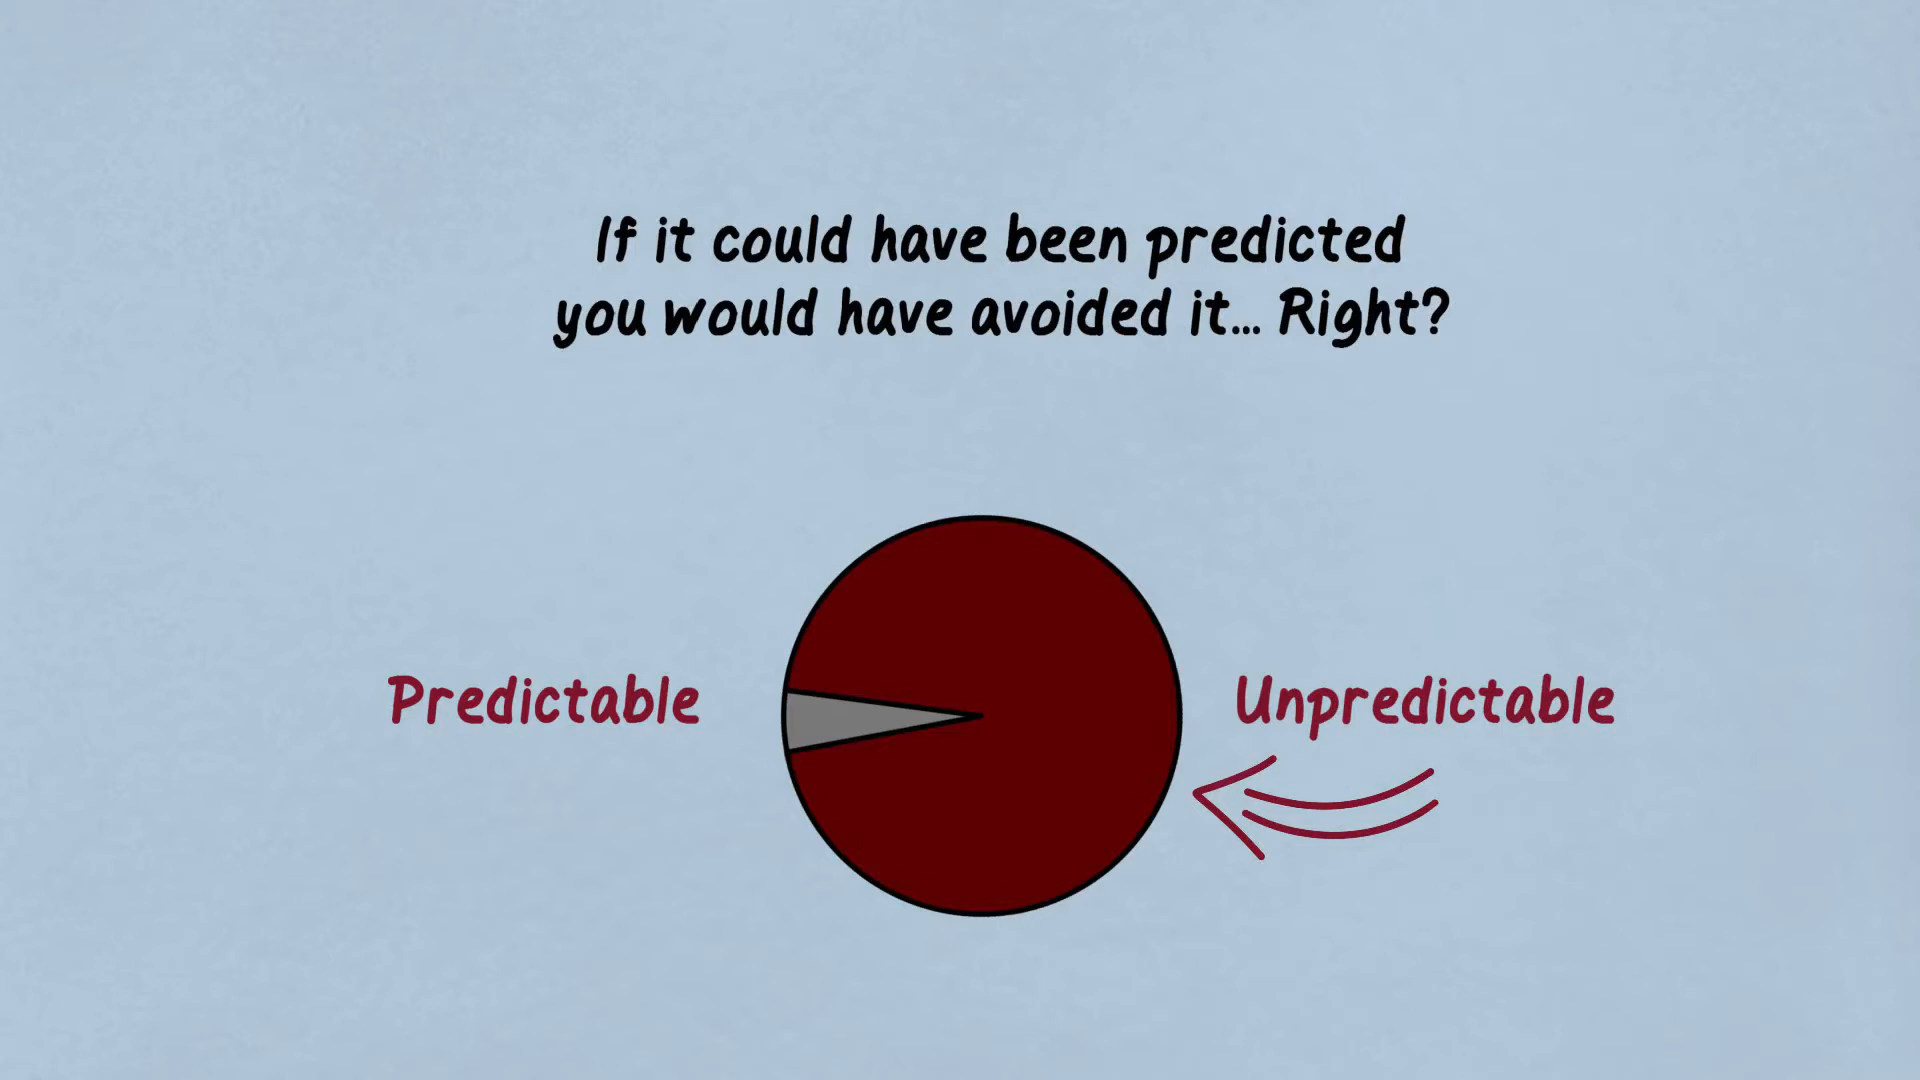 If it could have been predicted
you would have avoided it... Right?
Predictable
Unpredictable